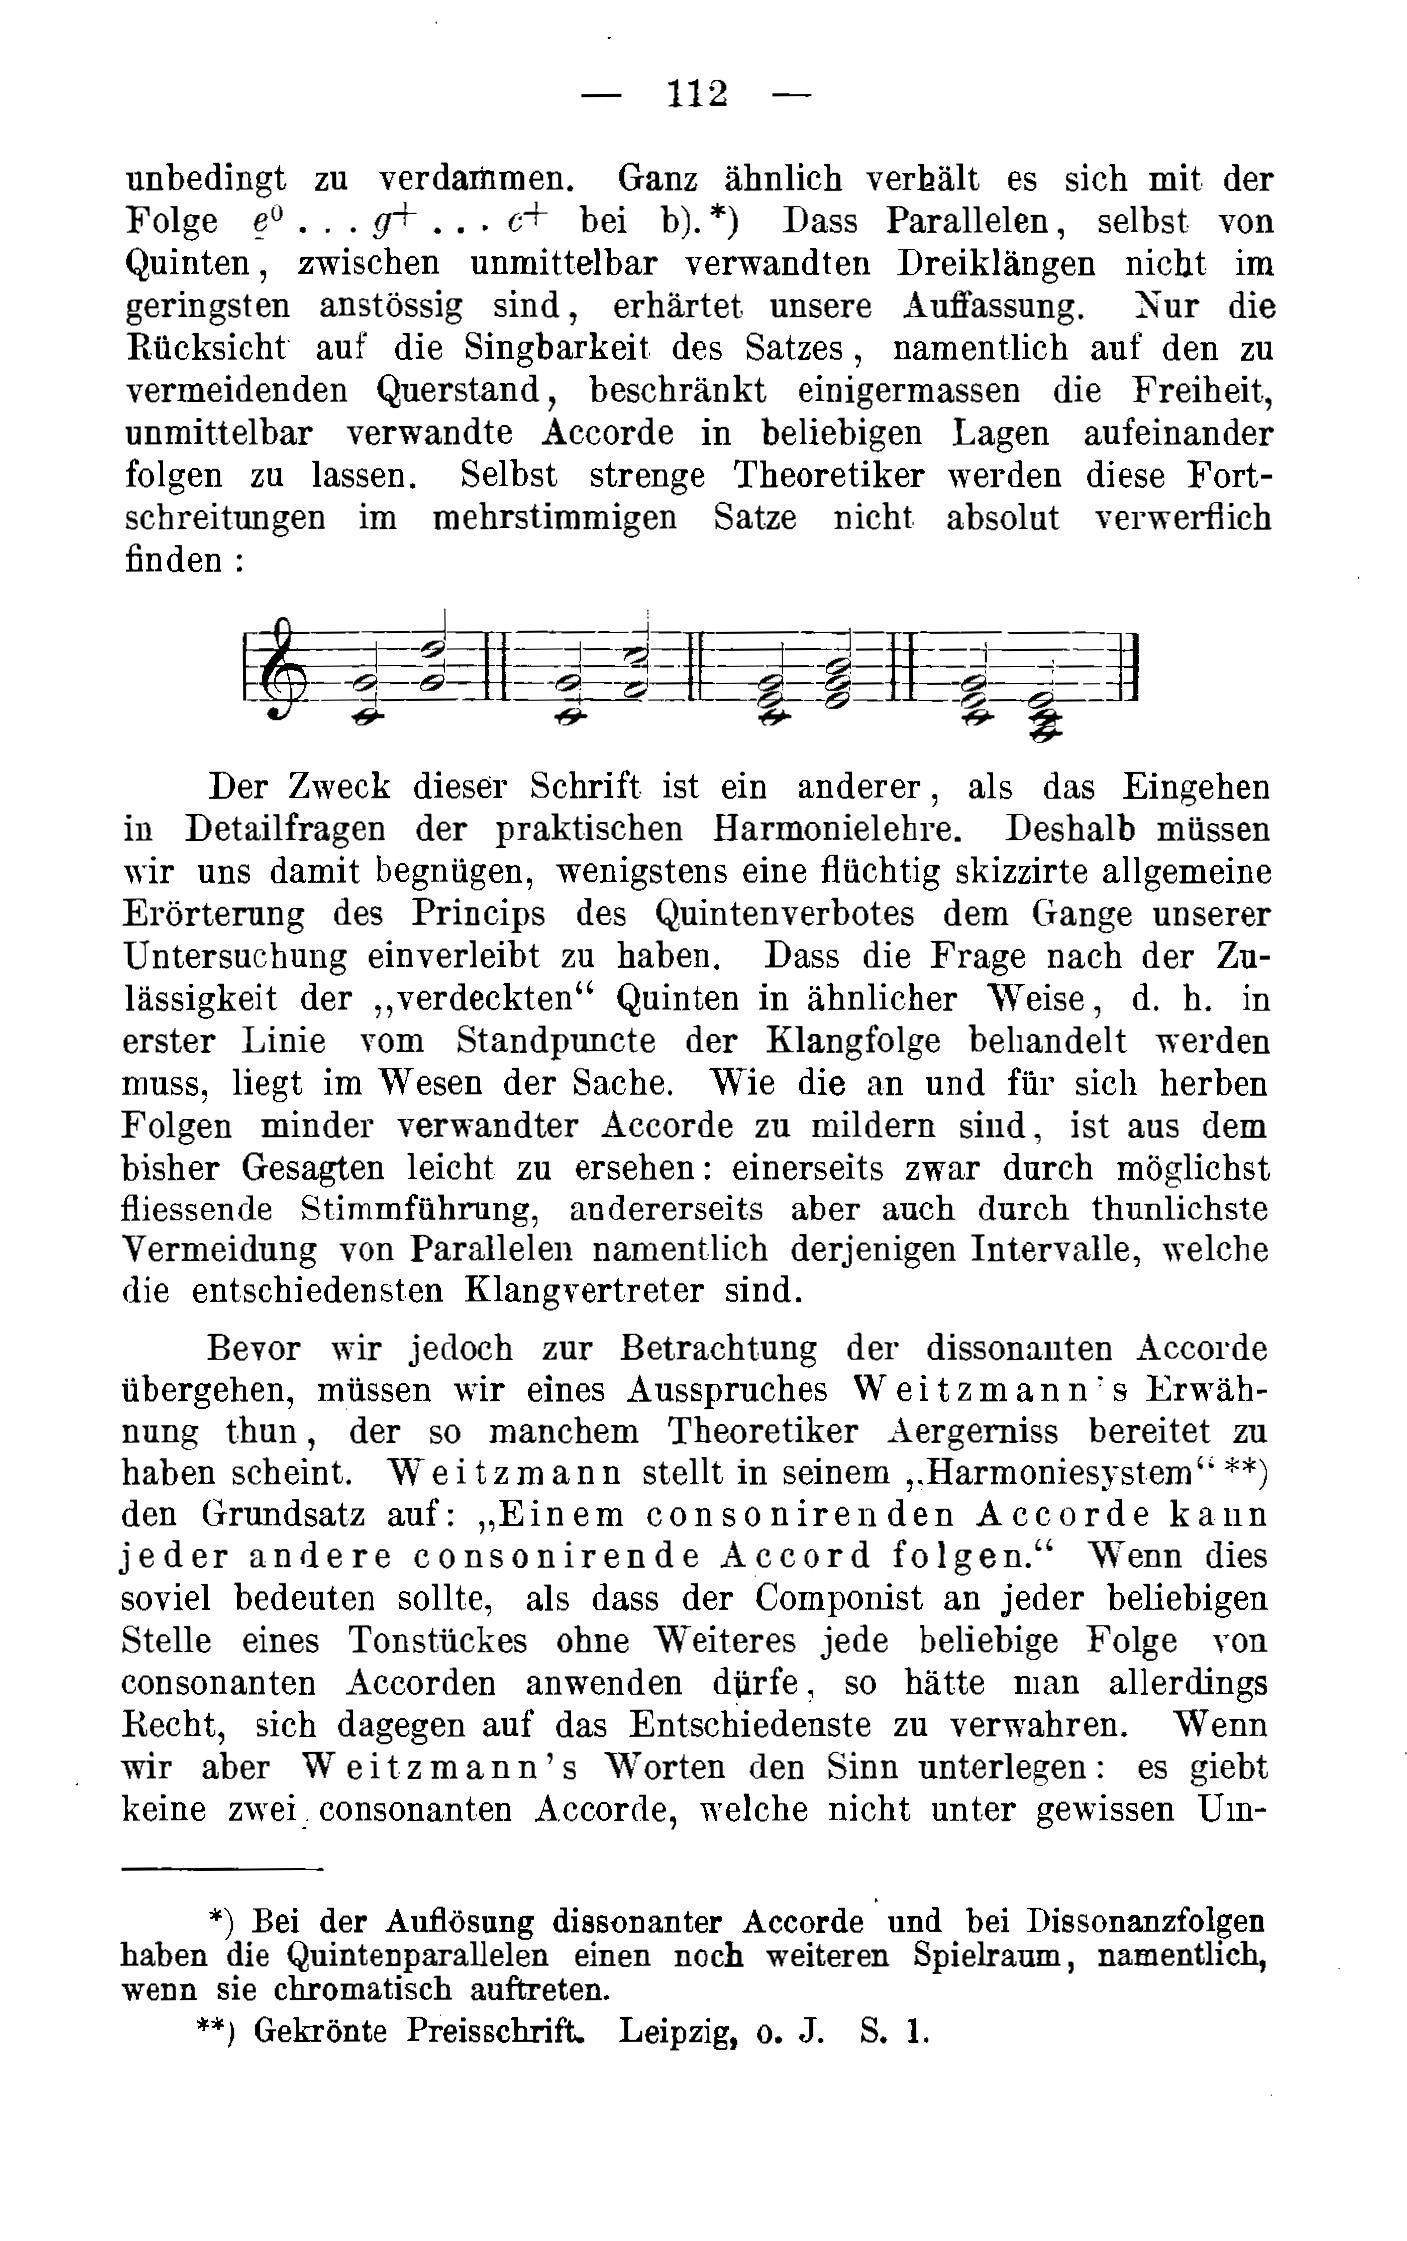 — 112 —
unbedingt zu verdammen. Ganz ähnlich verhält es sich mit der
Folge e⁰ . . . g+ . . . c+ bei b).*) Dass Parallelen, selbst von
Quinten, zwischen unmittelbar verwandten Dreiklängen nicht im
geringsten anstössig sind, erhärtet unsere Auffassung. Nur die
Rücksicht auf die Singbarkeit des Satzes, namentlich auf den zu
vermeidenden Querstand, beschränkt einigermassen die Freiheit,
unmittelbar verwandte Accorde in beliebigen Lagen aufeinander
folgen zu lassen. Selbst strenge Theoretiker werden diese Fort-
schreitungen im mehrstimmigen Satze nicht absolut verwerflich
finden :
Der Zweck dieser Schrift ist ein anderer, als das Eingehen
in Detailfragen der praktischen Harmonielehre. Deshalb müssen
wir uns damit begnügen, wenigstens eine flüchtig skizzirte allgemeine
Erörterung des Princips des Quintenverbotes dem Gange unserer
Untersuchung einverleibt zu haben. Dass die Frage nach der Zu-
lässigkeit der „verdeckten“ Quinten in ähnlicher Weise, d. h. in
erster Linie vom Standpuncte der Klangfolge behandelt werden
muss, liegt im Wesen der Sache. Wie die an und für sich herben
Folgen minder verwandter Accorde zu mildern sind, ist aus dem
bisher Gesagten leicht zu ersehen: einerseits zwar durch möglichst
fliessende Stimmführung, andererseits aber auch durch thunlichste
Vermeidung von Parallelen namentlich derjenigen Intervalle, welche
die entschiedensten Klangvertreter sind.
Bevor wir jedoch zur Betrachtung der dissonanten Accorde
übergehen, müssen wir eines Ausspruches Weitzmann's Erwäh-
nung thun, der so manchem Theoretiker Aergerniss bereitet zu
haben scheint. Weitzmann stellt in seinem „Harmoniesystem“**)
den Grundsatz auf: „Einem consonirenden Accorde kann
jeder andere consonirende Accord folgen.“ Wenn dies
soviel bedeuten sollte, als dass der Componist an jeder beliebigen
Stelle eines Tonstückes ohne Weiteres jede beliebige Folge von
consonanten Accorden anwenden dürfe, so hätte man allerdings
Recht, sich dagegen auf das Entschiedenste zu verwahren. Wenn
wir aber Weitzmann's Worten den Sinn unterlegen: es giebt
keine zwei consonanten Accorde, welche nicht unter gewissen Um-
*) Bei der Auflösung dissonanter Accorde und bei Dissonanzfolgen
haben die Quintenparallelen einen noch weiteren Spielraum, namentlich,
wenn sie chromatisch auftreten.
**) Gekrönte Preisschrift. Leipzig, o. J. S. 1.